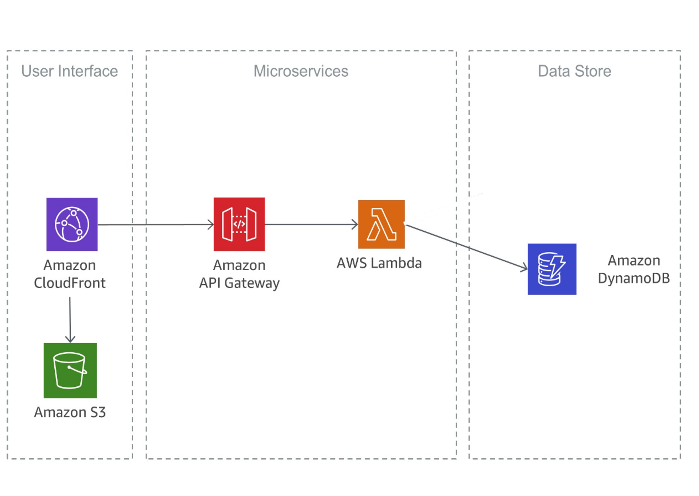 User Interface
Microservices
Data Store
Amazon
CloudFront
Amazon
API Gateway
AWS Lambda
Amazon
DynamoDB
Amazon S3